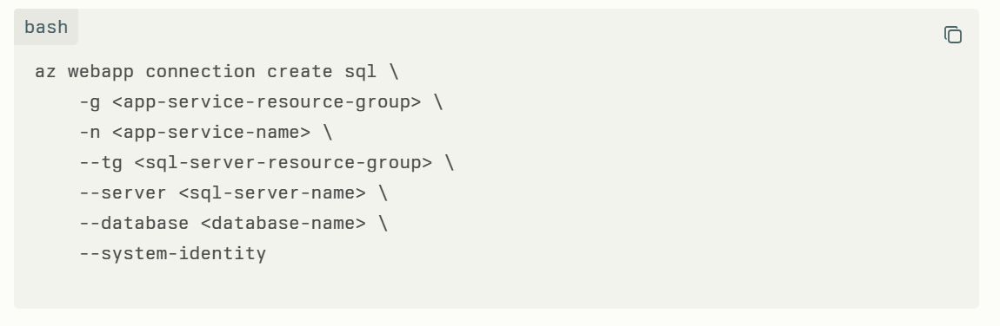 bash
az webapp connection create sql \
    -g <app-service-resource-group> \
    -n <app-service-name> \
    --tg <sql-server-resource-group> \
    --server <sql-server-name> \
    --database <database-name> \
    --system-identity